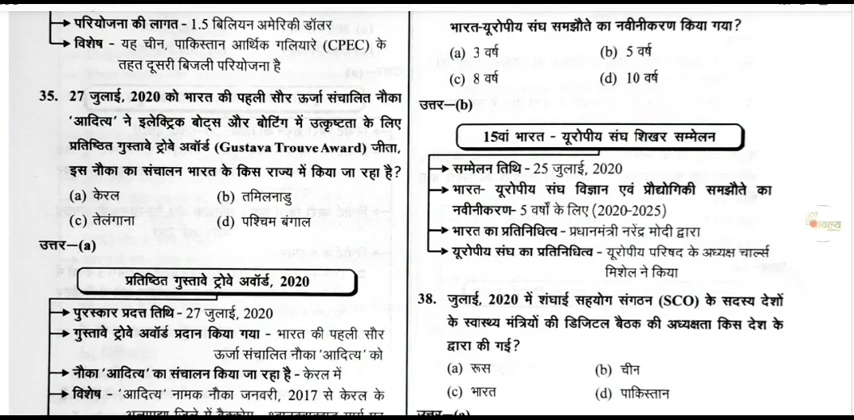 → परियोजना की लागत - 1.5 बिलियन अमेरिकी डॉलर
→ विशेष - यह चीन, पाकिस्तान आर्थिक गलियारे (CPEC) के
तहत दूसरी बिजली परियोजना है
35. 27 जुलाई, 2020 को भारत की पहली सौर ऊर्जा संचालित नौका
'आदित्य' ने इलेक्ट्रिक बोट्स और बोटिंग में उत्कृष्टता के लिए
प्रतिष्ठित गुस्तावे ट्रोवे अवॉर्ड (Gustava Trouve Award) जीता,
इस नौका का संचालन भारत के किस राज्य में किया जा रहा है?
(a) केरल (b) तमिलनाडु
(c) तेलंगाना (d) पश्चिम बंगाल
उत्तर—(a)
प्रतिष्ठित गुस्तावे ट्रोवे अवॉर्ड, 2020
→ पुरस्कार प्रदत्त तिथि - 27 जुलाई, 2020
→ गुस्तावे ट्रोवे अवॉर्ड प्रदान किया गया - भारत की पहली सौर
ऊर्जा संचालित नौका 'आदित्य' को
→ नौका 'आदित्य' का संचालन किया जा रहा है - केरल में
→ विशेष - 'आदित्य' नामक नौका जनवरी, 2017 से केरल के
भारत-यूरोपीय संघ समझौते का नवीनीकरण किया गया?
(a) 3 वर्ष (b) 5 वर्ष
(c) 8 वर्ष (d) 10 वर्ष
उत्तर—(b)
15वां भारत - यूरोपीय संघ शिखर सम्मेलन
→ सम्मेलन तिथि - 25 जुलाई, 2020
→ भारत- यूरोपीय संघ विज्ञान एवं प्रौद्योगिकी समझौते का
नवीनीकरण- 5 वर्षों के लिए (2020-2025)
→ भारत का प्रतिनिधित्व - प्रधानमंत्री नरेंद्र मोदी द्वारा
→ यूरोपीय संघ का प्रतिनिधित्व - यूरोपीय परिषद के अध्यक्ष चार्ल्स
मिशेल ने किया
38. जुलाई, 2020 में शंघाई सहयोग संगठन (SCO) के सदस्य देशों
के स्वास्थ्य मंत्रियों की डिजिटल बैठक की अध्यक्षता किस देश के
द्वारा की गई?
(a) रूस (b) चीन
(c) भारत (d) पाकिस्तान